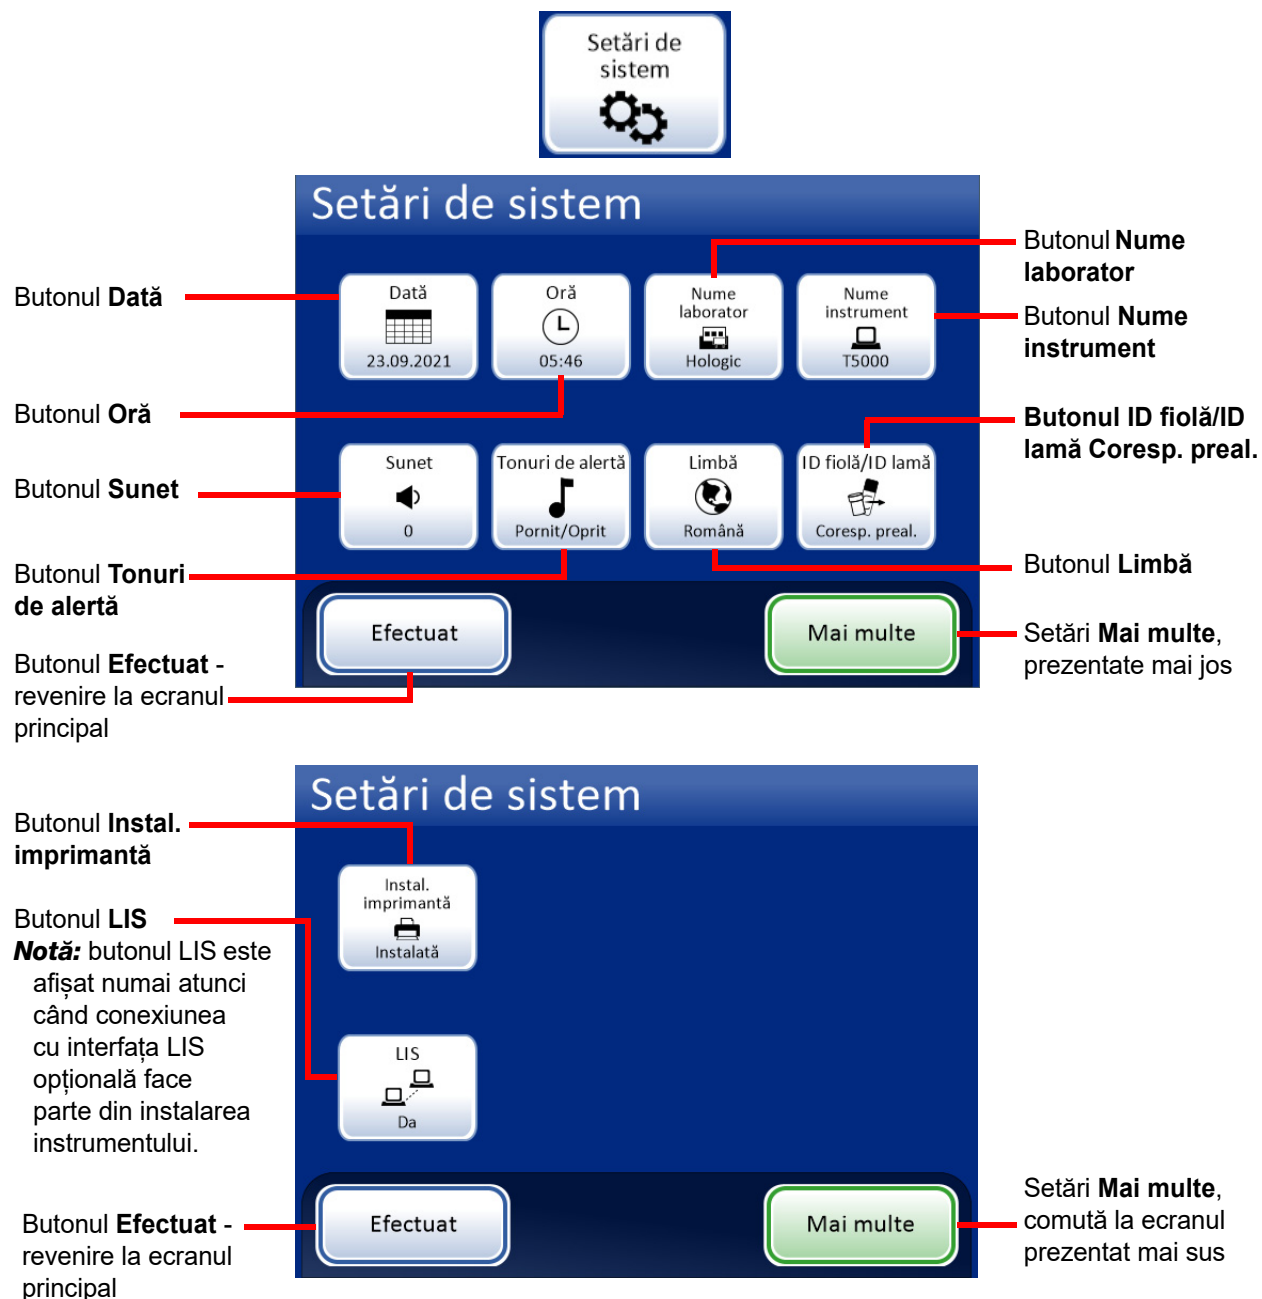 Setări de
sistem
Setări de sistem
Butonul Dată
Butonul Oră
Butonul Sunet
Butonul Tonuri
de alertă
Butonul Efectuat -
revenire la ecranul
principal
Dată
23.09.2021
Oră
05:46
Nume
laborator
Hologic
Nume
instrument
T5000
Sunet
0
Tonuri de alertă
Pornit/Oprit
Limbă
Română
ID fiolă/ID lamă
Coresp. preal.
Efectuat
Mai multe
Butonul Nume
laborator
Butonul Nume
instrument
Butonul ID fiolă/ID
lamă Coresp. preal.
Butonul Limbă
Setări Mai multe,
prezentate mai jos
Setări de sistem
Butonul Instal.
imprimantă
Butonul LIS
Notă: butonul LIS este
afișat numai atunci
când conexiunea
cu interfața LIS
opțională face
parte din instalarea
instrumentului.
Butonul Efectuat -
revenire la ecranul
principal
Instal.
imprimantă
Instalată
LIS
Da
Efectuat
Mai multe
Setări Mai multe,
comută la ecranul
prezentat mai sus